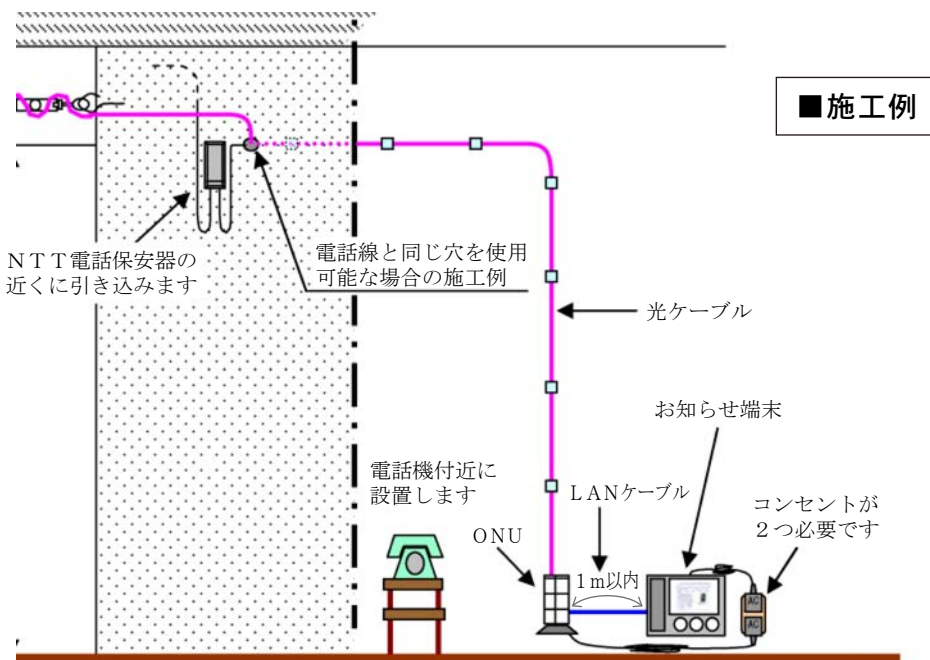 ■施工例
ＮＴＴ電話保安器の
近くに引き込みます
電話線と同じ穴を使用
可能な場合の施工例
光ケーブル
お知らせ端末
電話機付近に
設置します
ＬＡＮケーブル
コンセントが
２つ必要です
ONU
１m以内
AC
AC